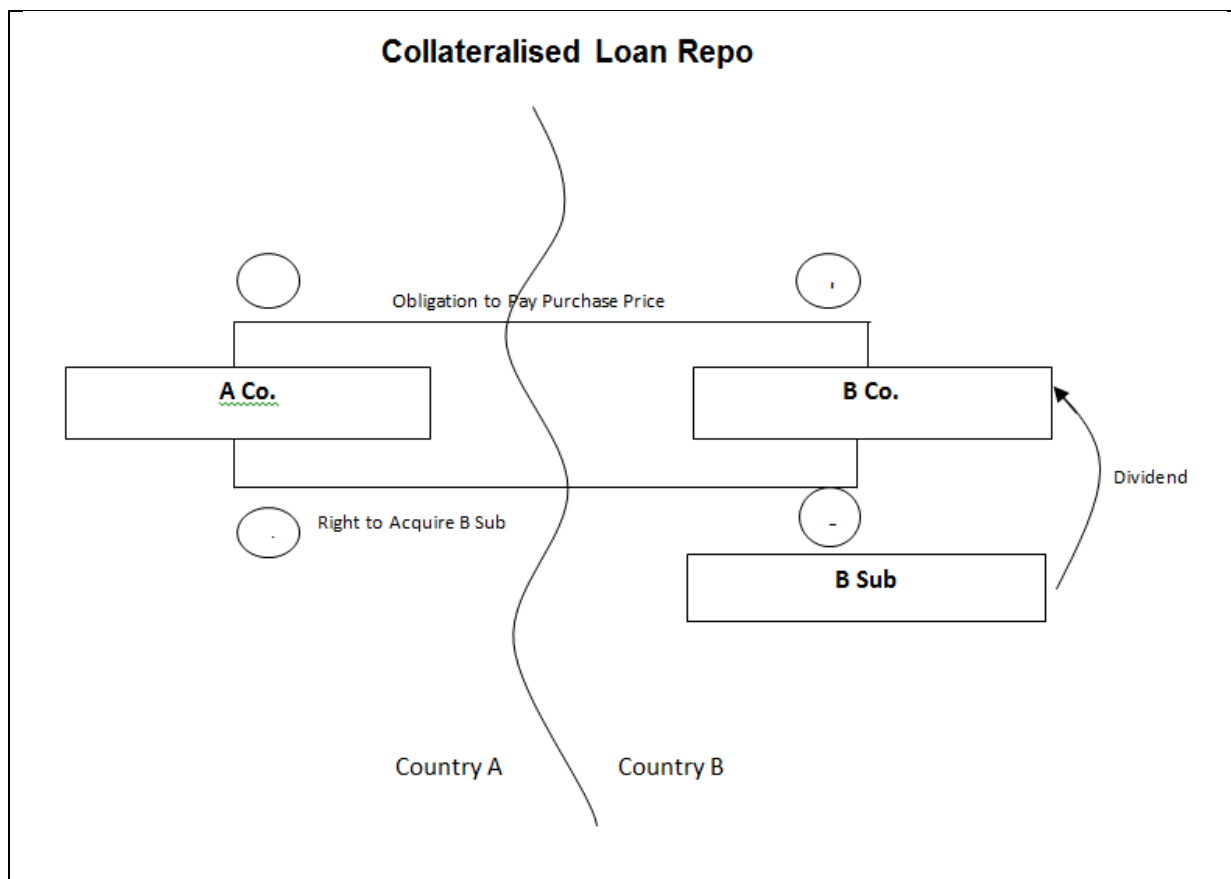 Collateralised Loan Repo
Obligation to Pay Purchase Price
A Co.
B Co.
Dividend
Right to Acquire B Sub
B Sub
Country A
Country B